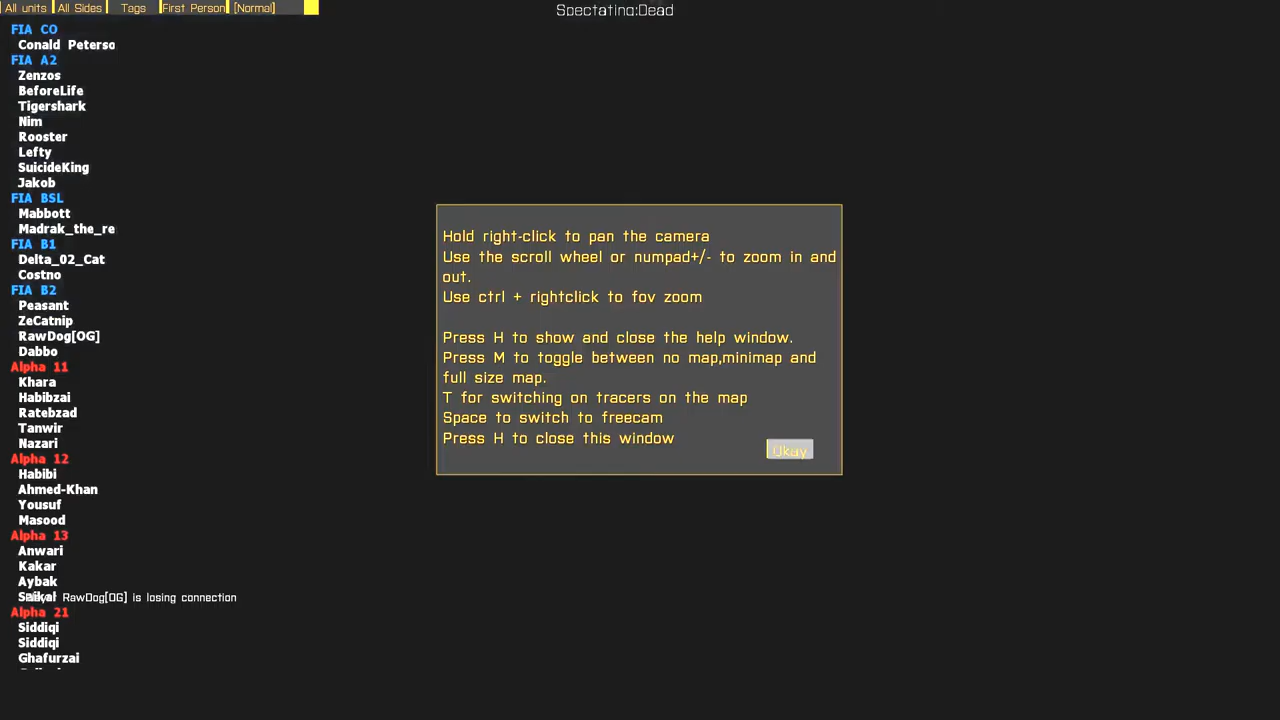 All units All Sides Tags First Person [Normal]
Spectating:Dead
FIA CO
Conald Peterso
FIA A2
Zenzos
BeforeLife
Tigershark
Nim
Rooster
Lefty
SuicideKing
Jakob
FIA BSL
Mabbott
Madrak_the_re
FIA B1
Delta_02_Cat
Costno
FIA B2
Peasant
ZeCatnip
RawDog[OG]
Dabbo
Alpha 11
Khara
Habibzai
Ratebzad
Tanwir
Nazari
Alpha 12
Habibi
Ahmed-Khan
Yousuf
Masood
Alpha 13
Anwari
Kakar
Aybak
RawDog[OG] is losing connection
Alpha 21
Siddiqi
Siddiqi
Ghafurzai
Hold right-click to pan the camera
Use the scroll wheel or numpad+/- to zoom in and
out.
Use ctrl + rightclick to fov zoom
Press H to show and close the help window.
Press M to toggle between no map,minimap and
full size map.
T for switching on tracers on the map
Space to switch to freecam
Press H to close this window
Okay